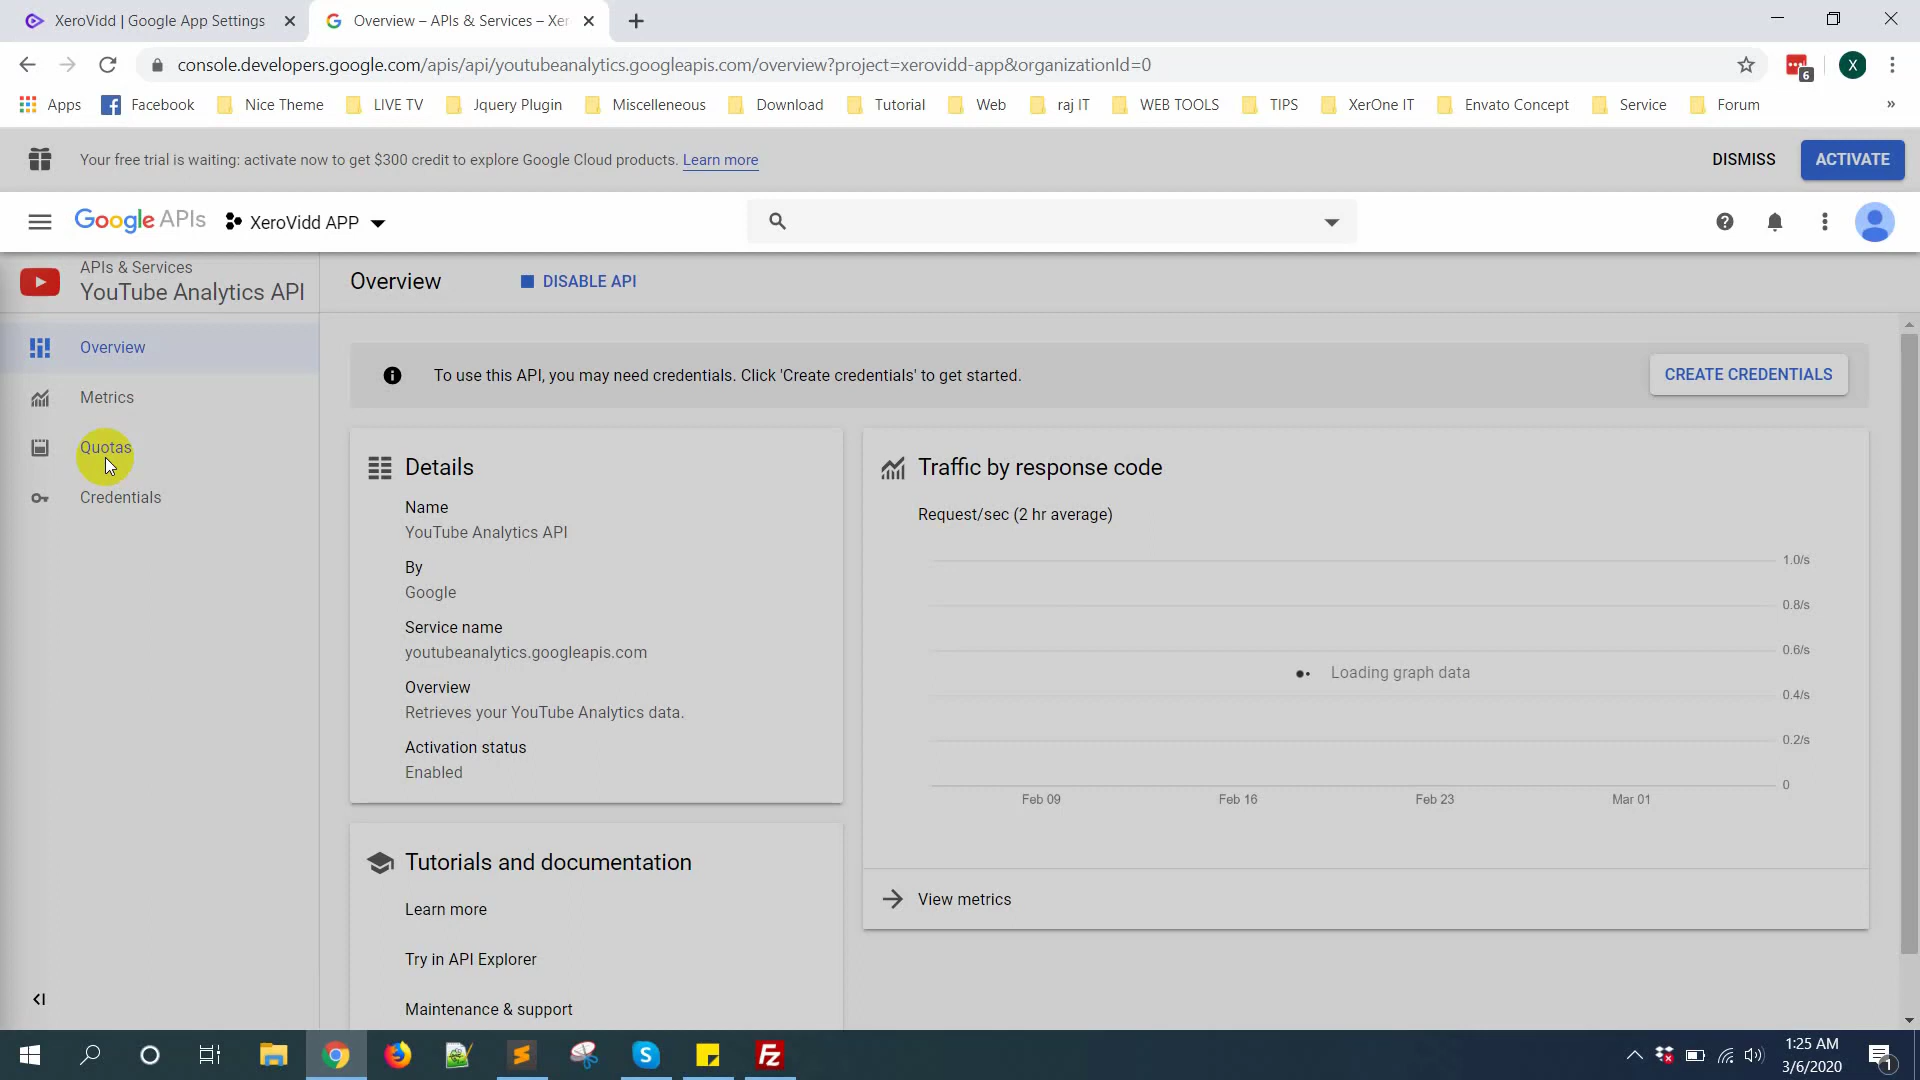 XeroVidd | Google App Settings
Overview – APIs & Services – Xer
console.developers.google.com/apis/api/youtubeanalytics.googleapis.com/overview?project=xerovidd-app&organizationId=0
6
X
Apps
Facebook
Nice Theme
LIVE TV
Jquery Plugin
Miscelleneous
Download
Tutorial
Web
raj IT
WEB TOOLS
TIPS
XerOne IT
Envato Concept
Service
Forum
»
Your free trial is waiting: activate now to get $300 credit to explore Google Cloud products. Learn more
DISMISS
ACTIVATE
Google APIs
XeroVidd APP
APIs & Services
YouTube Analytics API
Overview
DISABLE API
Overview
Metrics
Quotas
Credentials
To use this API, you may need credentials. Click 'Create credentials' to get started.
CREATE CREDENTIALS
Details
Name
YouTube Analytics API
By
Google
Service name
youtubeanalytics.googleapis.com
Overview
Retrieves your YouTube Analytics data.
Activation status
Enabled
Traffic by response code
Request/sec (2 hr average)
1.0/s
0.8/s
0.6/s
Loading graph data
0.4/s
0.2/s
0
Feb 09
Feb 16
Feb 23
Mar 01
View metrics
Tutorials and documentation
Learn more
Try in API Explorer
Maintenance & support
1:25 AM
3/6/2020
1